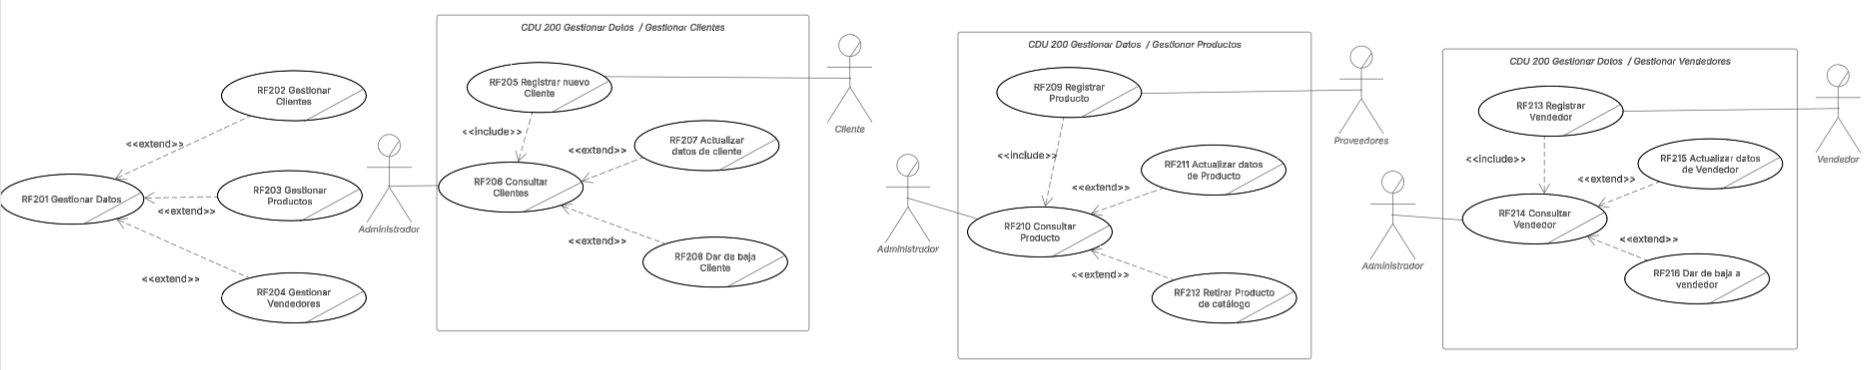 RF202 Gestionar
Clientes
<<extend>>
RF201 Gestionar Datos
RF203 Gestionar
Productos
<<extend>>
<<extend>>
RF204 Gestionar
Vendedores
CDU 200 Gestionar Datos / Gestionar Clientes
RF205 Registrar nuevo
Cliente
Cliente
<<include>>
RF207 Actualizar
datos de cliente
<<extend>>
RF206 Consultar
Clientes
Administrador
<<extend>>
RF208 Dar de baja
Cliente
CDU 200 Gestionar Datos / Gestionar Productos
RF209 Registrar
Producto
Proveedores
<<include>>
RF211 Actualizar datos
de Producto
<<extend>>
RF210 Consultar
Producto
Administrador
<<extend>>
RF212 Retirar Producto
de catálogo
CDU 200 Gestionar Datos / Gestionar Vendedores
RF213 Registrar
Vendedor
Vendedor
<<include>>
RF215 Actualizar datos
de Vendedor
<<extend>>
RF214 Consultar
Vendedor
Administrador
<<extend>>
RF216 Dar de baja a
vendedor